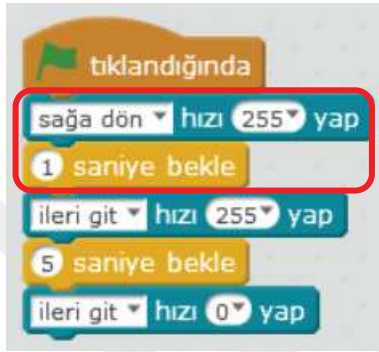 tıklandığında
sağa dön hızı 255 yap
1 saniye bekle
ileri git hızı 255 yap
5 saniye bekle
ileri git hızı 0 yap